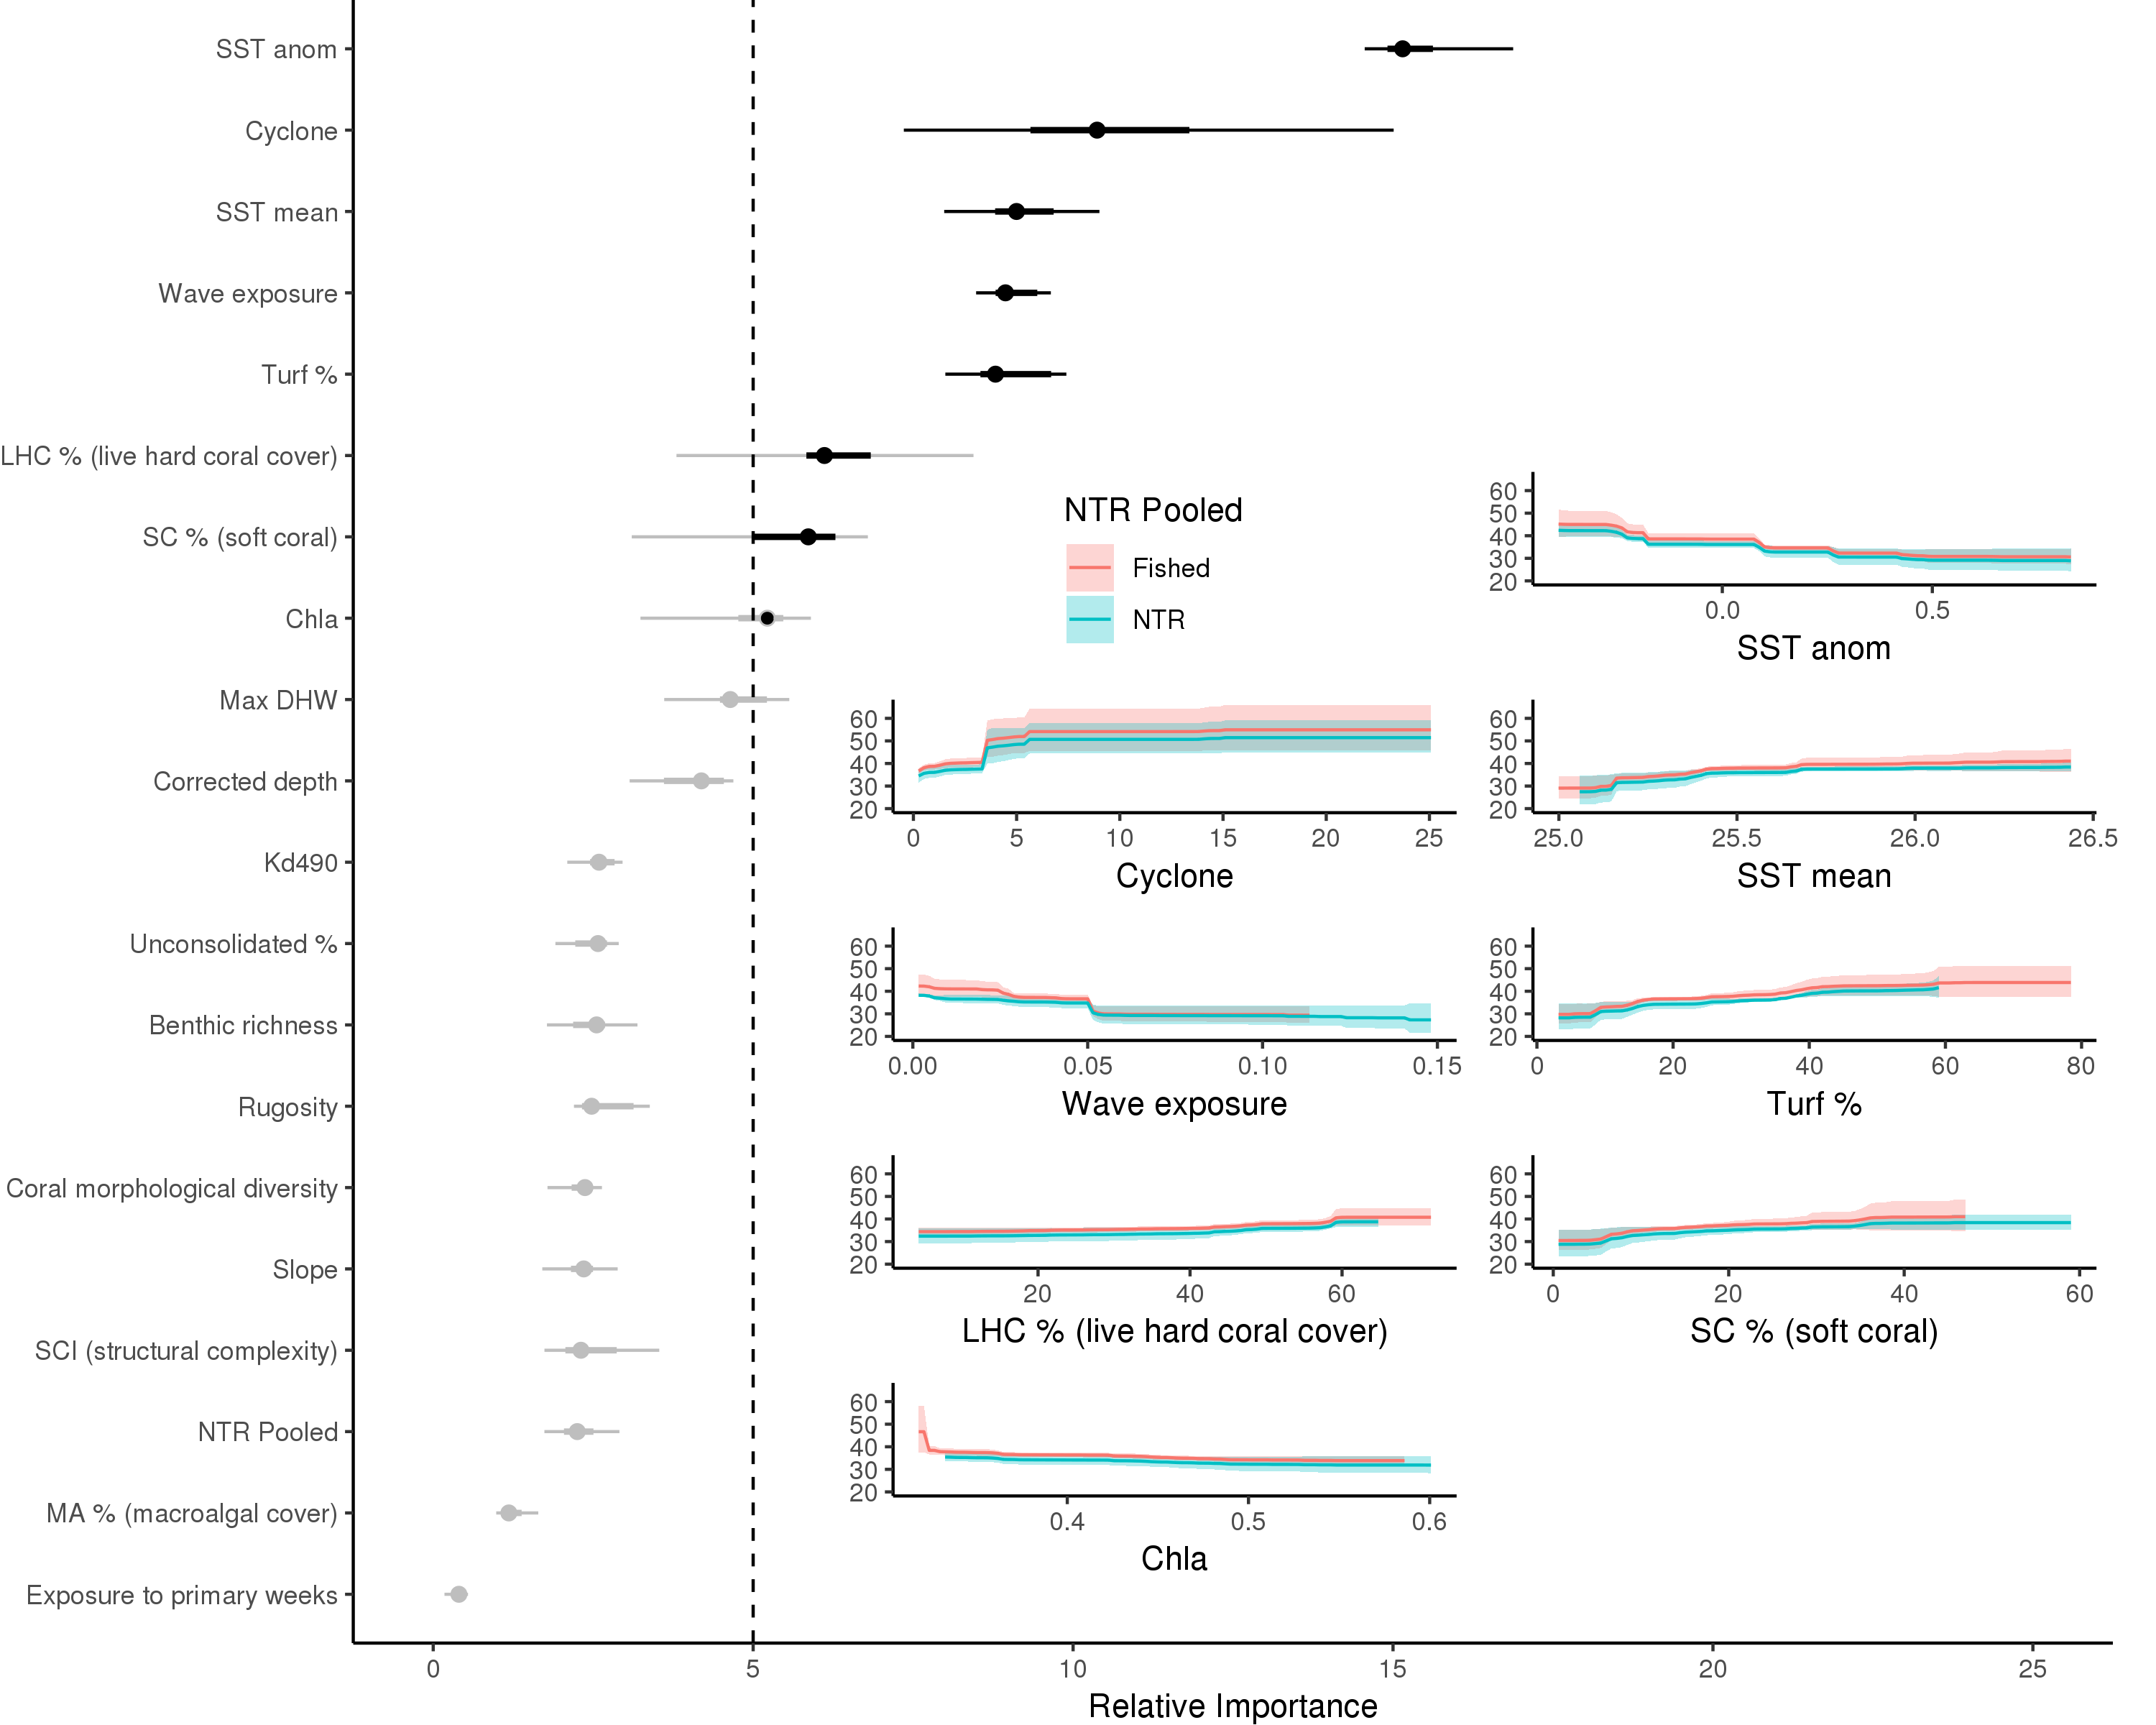 SST anom
Cyclone
SST mean
Wave exposure
Turf %
LHC % (live hard coral cover)
SC % (soft coral)
Chla
Max DHW
Corrected depth
Kd490
Unconsolidated %
Benthic richness
Rugosity
Coral morphological diversity
Slope
SCI (structural complexity)
NTR Pooled
MA % (macroalgal cover)
Exposure to primary weeks
0 5 10 15 20 25
Relative Importance
NTR Pooled
Fished
NTR
60
50
40
30
20
0.0 0.5
SST anom
60
50
40
30
20
0 5 10 15 20 25
Cyclone
60
50
40
30
20
25.0 25.5 26.0 26.5
SST mean
60
50
40
30
20
0.00 0.05 0.10 0.15
Wave exposure
60
50
40
30
20
0 20 40 60 80
Turf %
60
50
40
30
20
20 40 60
LHC % (live hard coral cover)
60
50
40
30
20
0 20 40 60
SC % (soft coral)
60
50
40
30
20
0.4 0.5 0.6
Chla